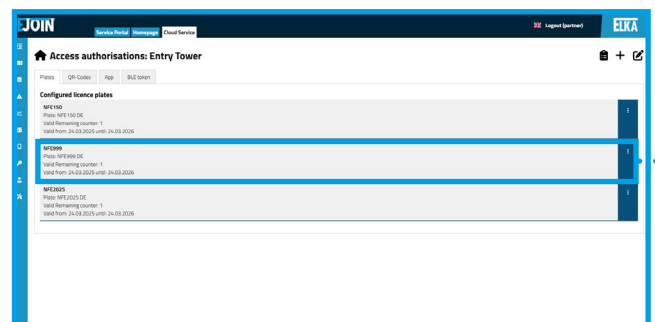 EJOIN
Service Portal Homepage Cloud Service
Logout (partner)
ELKA
Access authorisations: Entry Tower
Plates QR-Codes App BLE token
Configured licence plates
NFE150
Plate: NFE150 DE
Valid Remaining counter: 1
Valid from: 24.03.2025 until: 24.03.2026
NFE999
Plate: NFE999 DE
Valid Remaining counter: 1
Valid from: 24.03.2025 until: 24.03.2026
NFE2025
Plate: NFE2025 DE
Valid Remaining counter: 1
Valid from: 24.03.2025 until: 24.03.2026